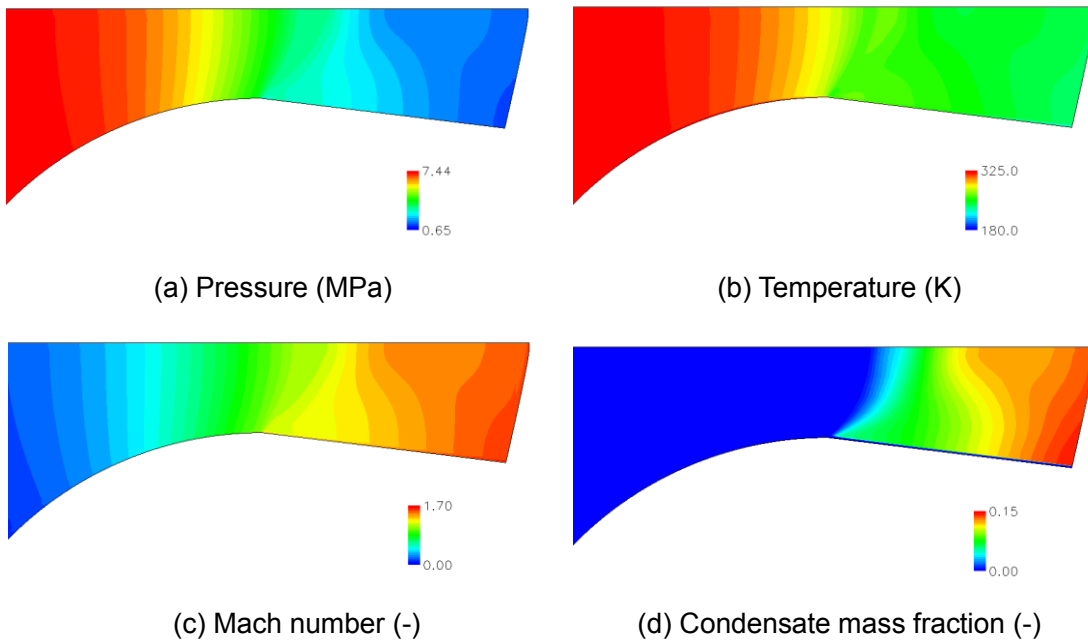 7.44
0.65
(a) Pressure (MPa)
325.0
180.0
(b) Temperature (K)
1.70
0.00
(c) Mach number (-)
0.15
0.00
(d) Condensate mass fraction (-)